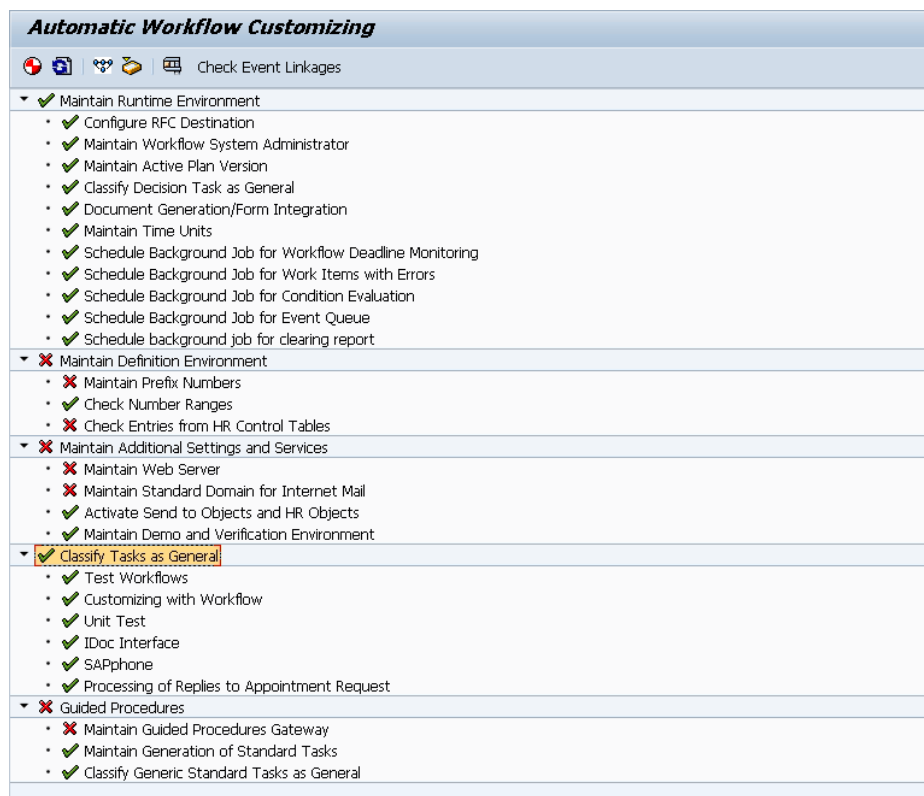 Automatic Workflow Customizing
Check Event Linkages
Maintain Runtime Environment
Configure RFC Destination
Maintain Workflow System Administrator
Maintain Active Plan Version
Classify Decision Task as General
Document Generation/Form Integration
Maintain Time Units
Schedule Background Job for Workflow Deadline Monitoring
Schedule Background Job for Work Items with Errors
Schedule Background Job for Condition Evaluation
Schedule Background Job for Event Queue
Schedule background job for clearing report
Maintain Definition Environment
Maintain Prefix Numbers
Check Number Ranges
Check Entries from HR Control Tables
Maintain Additional Settings and Services
Maintain Web Server
Maintain Standard Domain for Internet Mail
Activate Send to Objects and HR Objects
Maintain Demo and Verification Environment
Classify Tasks as General
Test Workflows
Customizing with Workflow
Unit Test
IDoc Interface
SAPphone
Processing of Replies to Appointment Request
Guided Procedures
Maintain Guided Procedures Gateway
Maintain Generation of Standard Tasks
Classify Generic Standard Tasks as General